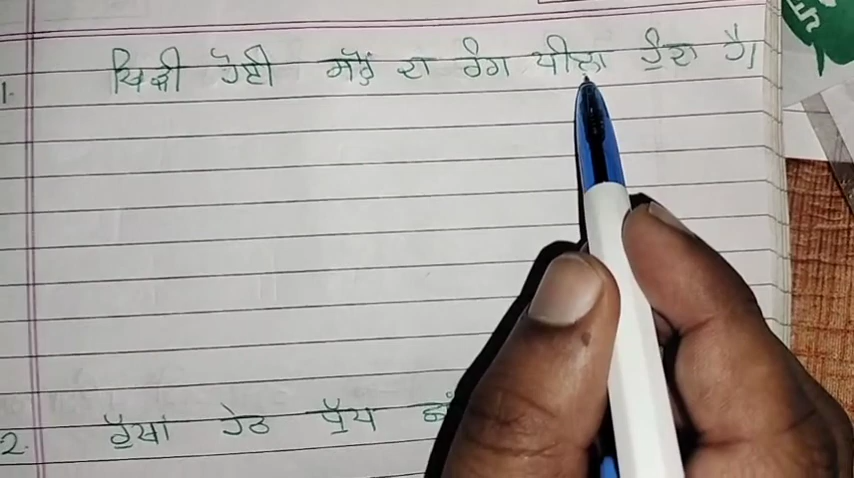 1. ਖਿੜੀ ਹੋਈ ਸਰ੍ਹੋਂ ਦਾ ਰੰਗ ਪੀਲਾ ਹੁੰਦਾ ਹੈ।
2. ਰੁੱਖਾਂ ਹੇਠ ਧੁੱਪ